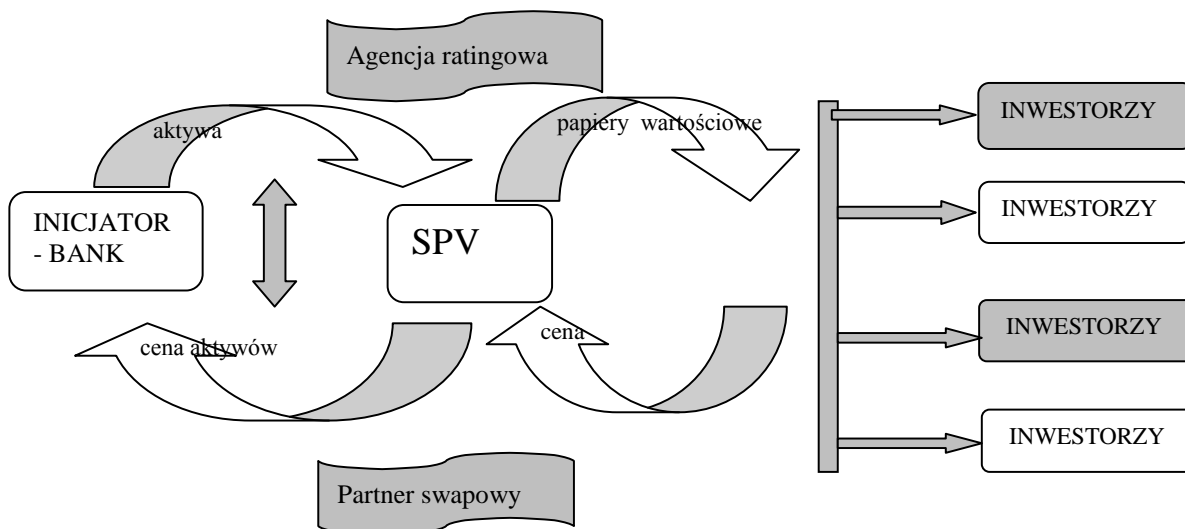 Agencja ratingowa
aktywa
papiery wartościowe
INWESTORZY
INICJATOR
- BANK
SPV
INWESTORZY
cena aktywów
cena
INWESTORZY
INWESTORZY
Partner swapowy